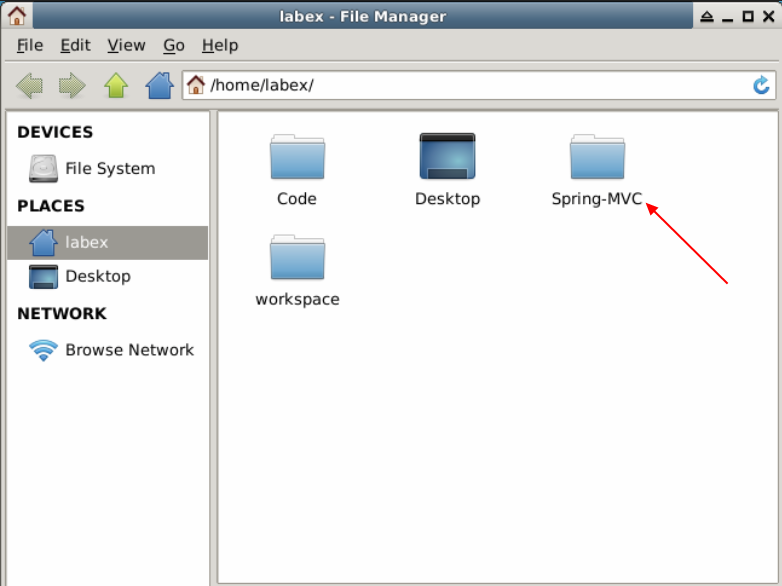 labex - File Manager
File Edit View Go Help
/home/labex/
DEVICES
File System
PLACES
labex
Desktop
NETWORK
Browse Network
Code Desktop Spring-MVC
workspace